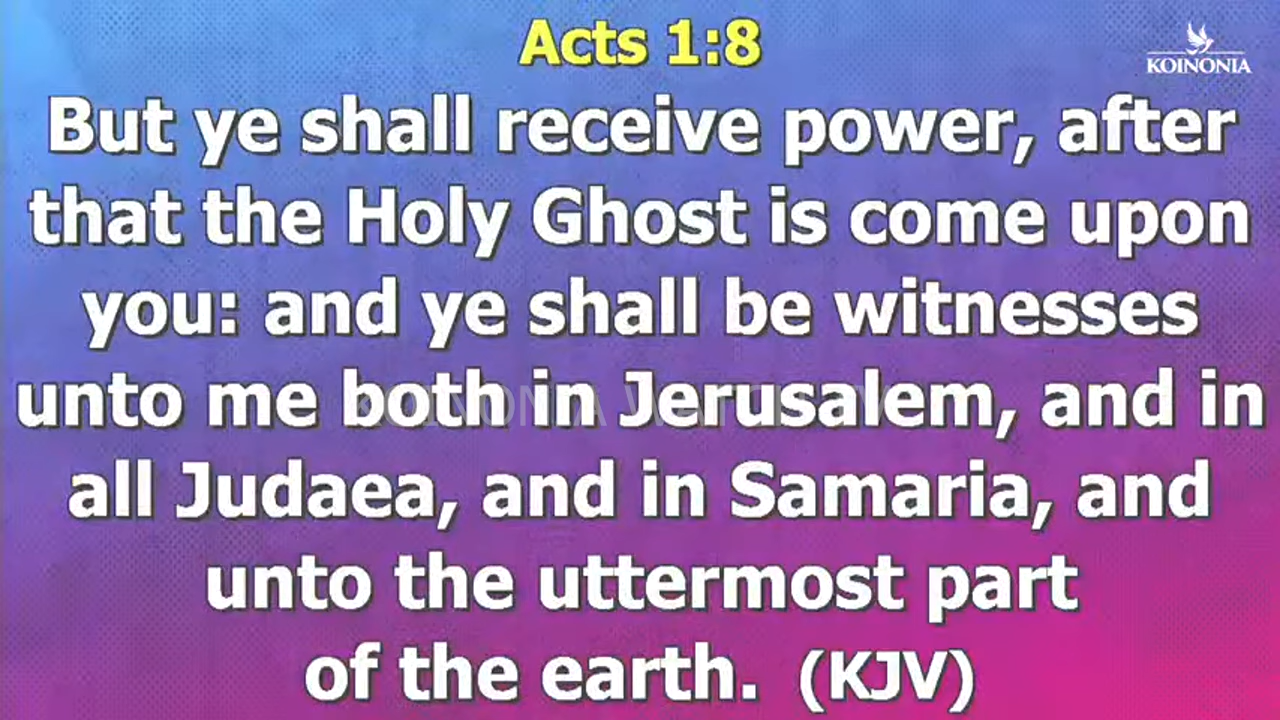 Acts 1:8
KOINONIA
But ye shall receive power, after
that the Holy Ghost is come upon
you: and ye shall be witnesses
unto me both in Jerusalem, and in
all Judaea, and in Samaria, and
unto the uttermost part
of the earth. (KJV)
KOINONIA